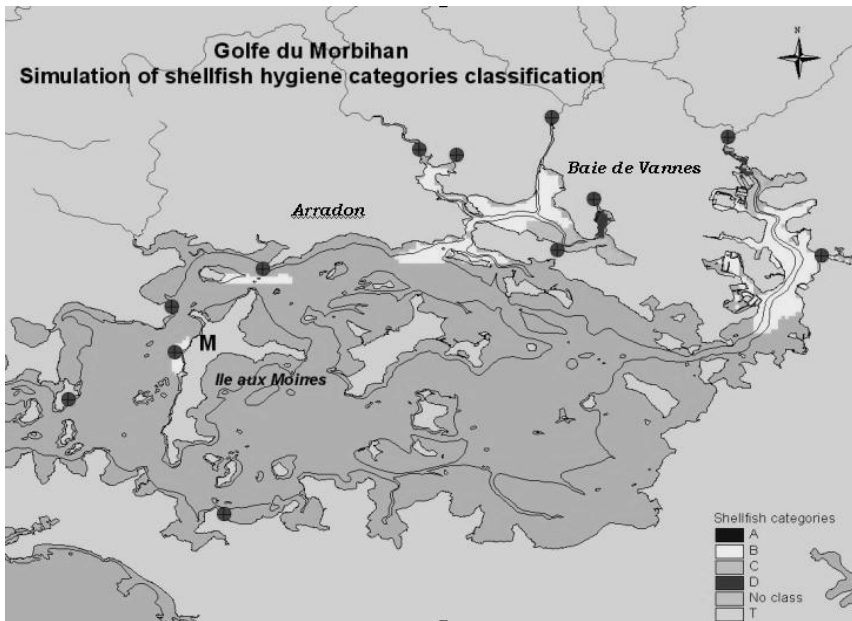 Golfe du Morbihan
Simulation of shellfish hygiene categories classification
N
Baie de Vannes
Arradon
M
Ile aux Moines
Shellfish categories
A
B
C
D
No class
T